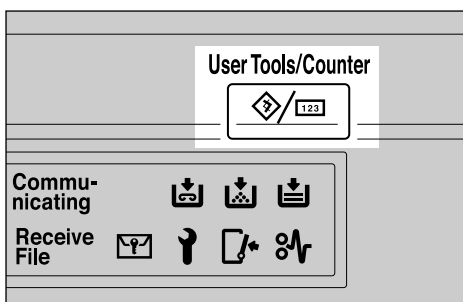 User Tools/Counter
123
Commu-
nicating
Receive
File